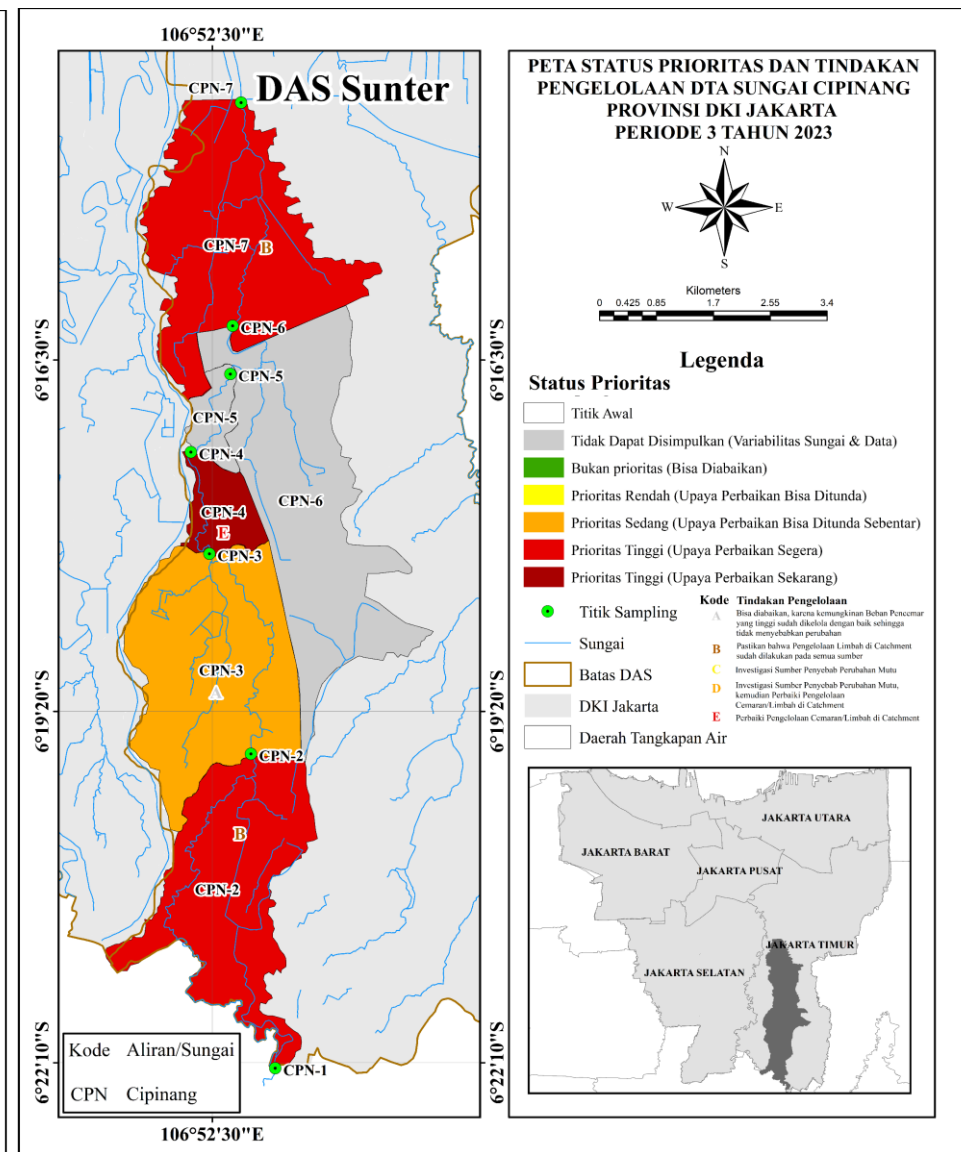 106°52'30"E
DAS Sunter
CPN-7
CPN-7
B
CPN-6
CPN-5
CPN-5
CPN-4
CPN-6
CPN-4
E
CPN-3
CPN-3
A
CPN-2
B
CPN-2
CPN-1
6°16'30"S
6°19'20"S
6°22'10"S
6°16'30"S
6°19'20"S
6°22'10"S
Kode Aliran/Sungai
CPN Cipinang
106°52'30"E
PETA STATUS PRIORITAS DAN TINDAKAN
PENGELOLAAN DTA SUNGAI CIPINANG
PROVINSI DKI JAKARTA
PERIODE 3 TAHUN 2023
N
W
E
S
Kilometers
0 0.425 0.85 1.7 2.55 3.4
Legenda
Status Prioritas
Titik Awal
Tidak Dapat Disimpulkan (Variabilitas Sungai & Data)
Bukan prioritas (Bisa Diabaikan)
Prioritas Rendah (Upaya Perbaikan Bisa Ditunda)
Prioritas Sedang (Upaya Perbaikan Bisa Ditunda Sebentar)
Prioritas Tinggi (Upaya Perbaikan Segera)
Prioritas Tinggi (Upaya Perbaikan Sekarang)
Titik Sampling
Sungai
Batas DAS
DKI Jakarta
Daerah Tangkapan Air
Kode Tindakan Pengelolaan
A Bisa diabaikan, karena kemungkinan Beban Pencemar
yang tinggi sudah dikelola dengan baik sehingga
tidak menyebabkan perubahan
B Pastikan bahwa Pengelolaan Limbah di Catchment
sudah dilakukan pada semua sumber
C Investigasi Sumber Penyebab Perubahan Mutu
D Investigasi Sumber Penyebab Perubahan Mutu,
kemudian Perbaiki Pengelolaan
Cemaran/Limbah di Catchment
E Perbaiki Pengelolaan Cemaran/Limbah di Catchment
JAKARTA UTARA
JAKARTA BARAT
JAKARTA PUSAT
JAKARTA TIMUR
JAKARTA SELATAN